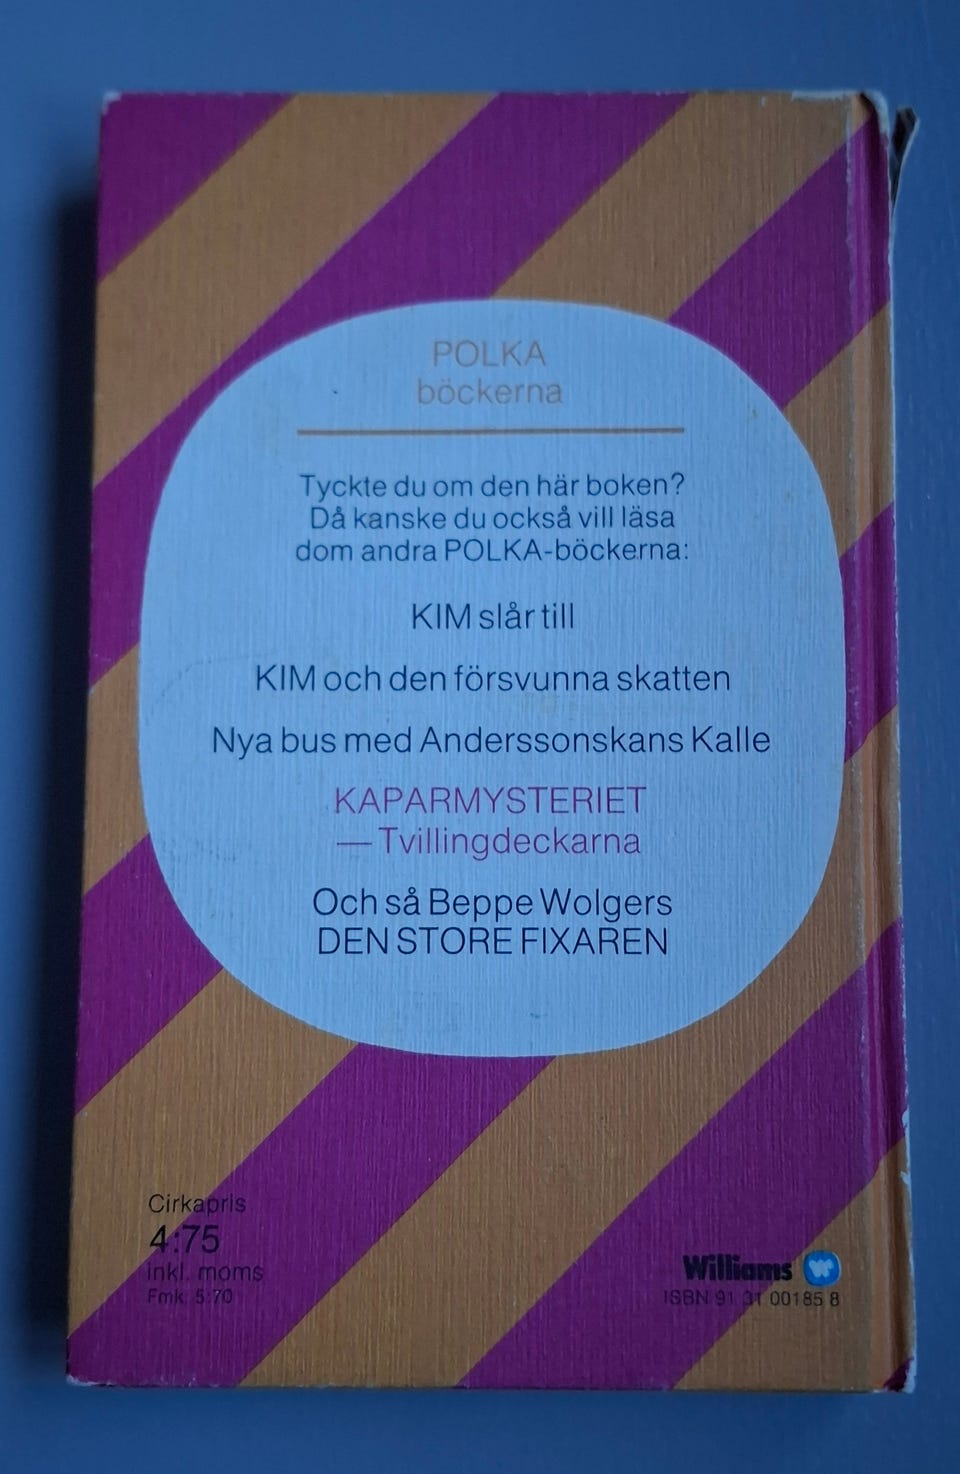 POLKA
böckerna
Tyckte du om den här boken?
Då kanske du också vill läsa
dom andra POLKA-böckerna:
KIM slår till
KIM och den försvunna skatten
Nya bus med Anderssonskans Kalle
KAPARMYSTERIET
— Tvillingdeckarna
Och så Beppe Wolgers
DEN STORE FIXAREN
Cirkapris
4:75
inkl. moms
Fmk 5:70
Williams
ISBN 91 31 00185 8